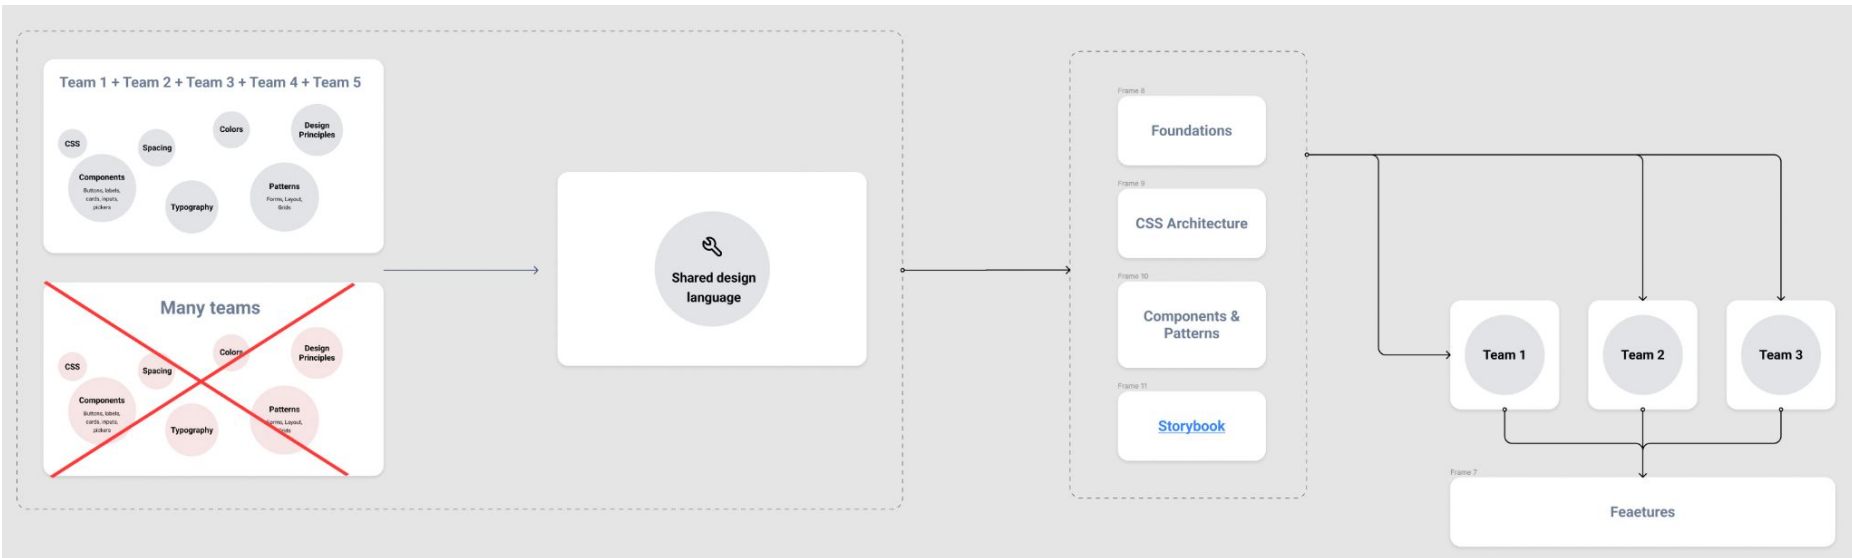 Team 1 + Team 2 + Team 3 + Team 4 + Team 5
CSS
Spacing
Colors
Design
Principles
Components
Buttons, labels,
cards, inputs,
pickers
Typography
Patterns
Forms, Layout,
Grids
Many teams
CSS
Spacing
Colors
Design
Principles
Components
Buttons, labels,
cards, inputs,
pickers
Typography
Patterns
Forms, Layout,
Grids
Shared design
language
Frame 8
Foundations
Frame 9
CSS Architecture
Frame 10
Components &
Patterns
Frame 11
Storybook
Team 1
Team 2
Team 3
Frame 7
Feaetures